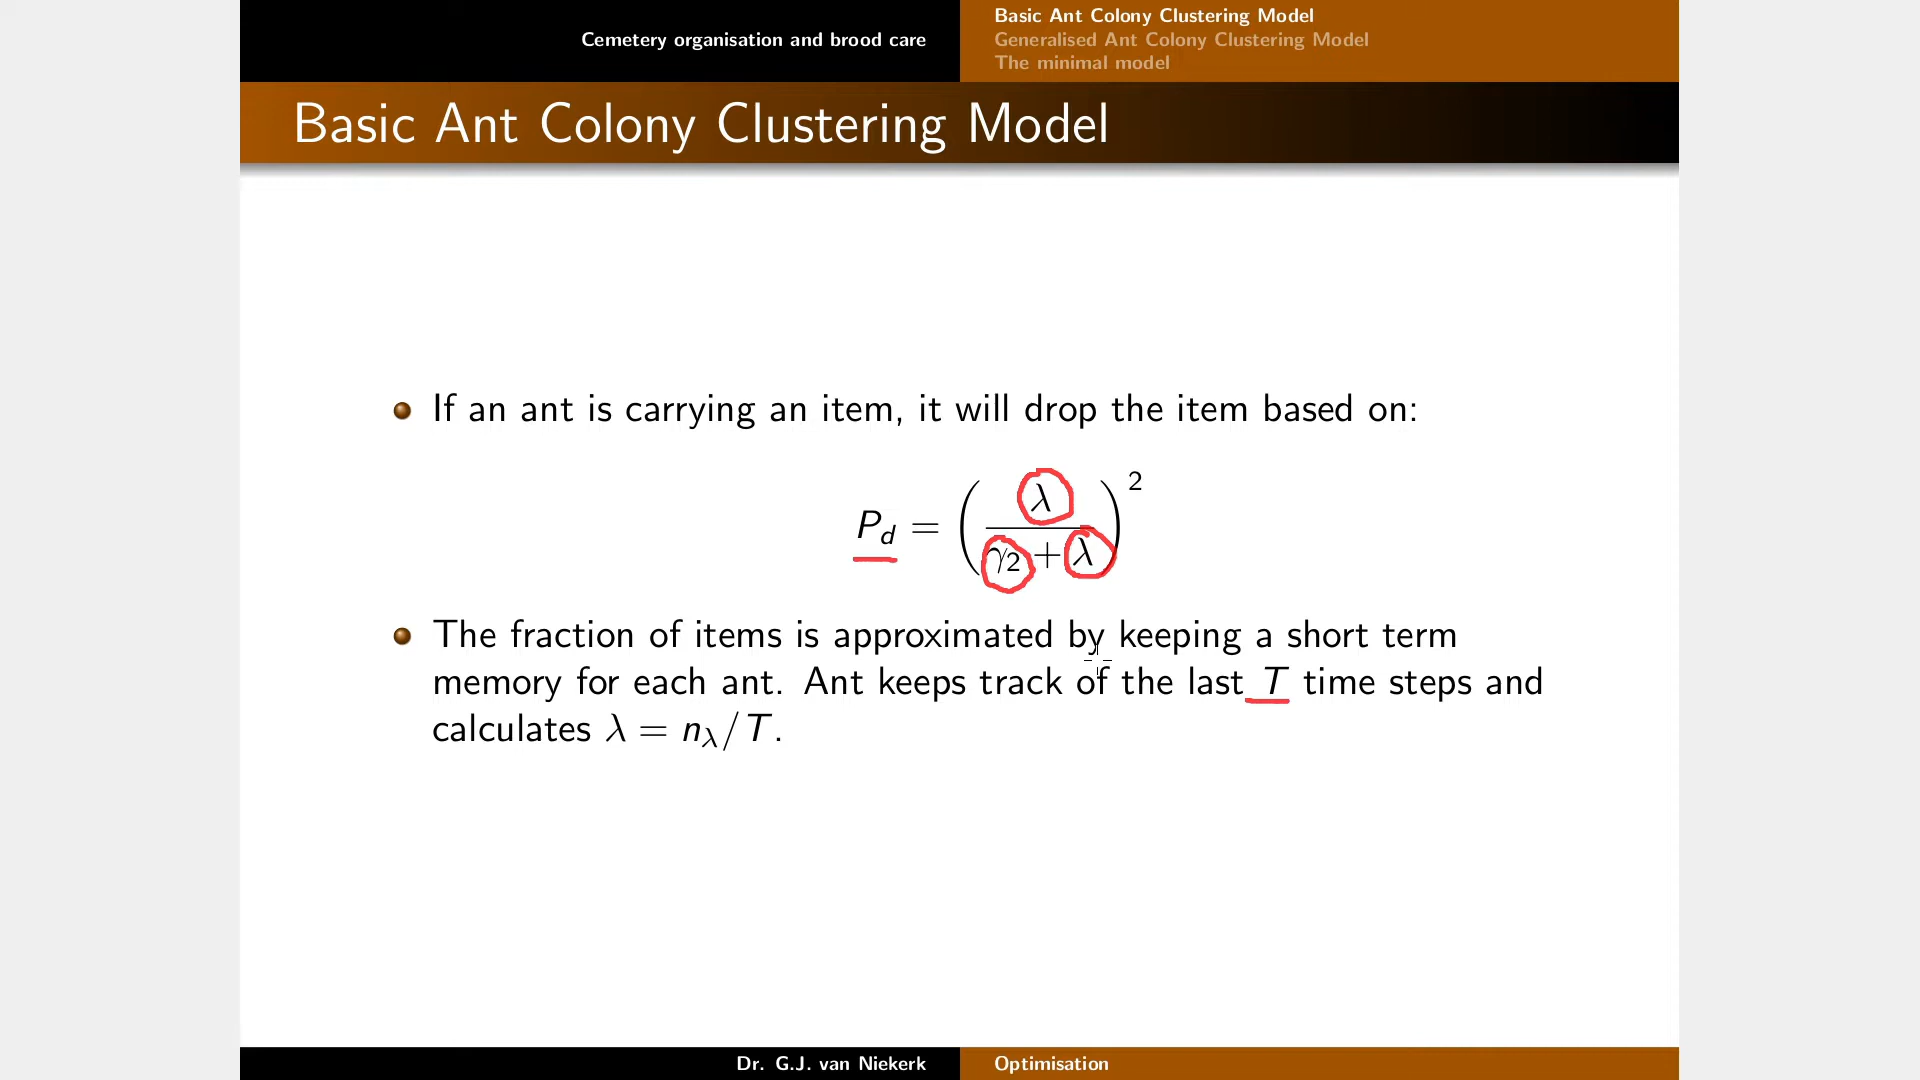 Cemetery organisation and brood care
Basic Ant Colony Clustering Model
Generalised Ant Colony Clustering Model
The minimal model
Basic Ant Colony Clustering Model
If an ant is carrying an item, it will drop the item based on:
P_d = (λ / (γ₂ + λ))²
The fraction of items is approximated by keeping a short term
memory for each ant. Ant keeps track of the last T time steps and
calculates λ = n_λ/T.
Dr. G.J. van Niekerk
Optimisation